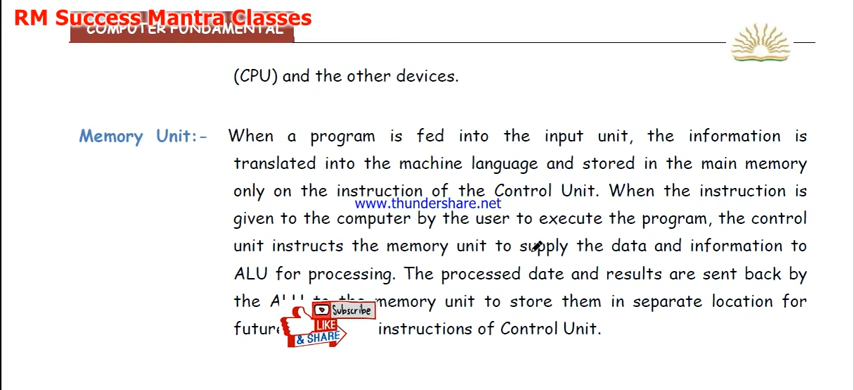 RM Success Mantra Classes
COMPUTER FUNDAMENTAL
(CPU) and the other devices.
Memory Unit:- When a program is fed into the input unit, the information is
translated into the machine language and stored in the main memory
only on the instruction of the Control Unit. When the instruction is
www.thundershare.net
given to the computer by the user to execute the program, the control
unit instructs the memory unit to supply the data and information to
ALU for processing. The processed date and results are sent back by
the ALU to the memory unit to store them in separate location for
Subscribe
LIKE
future instructions of Control Unit.
& SHARE